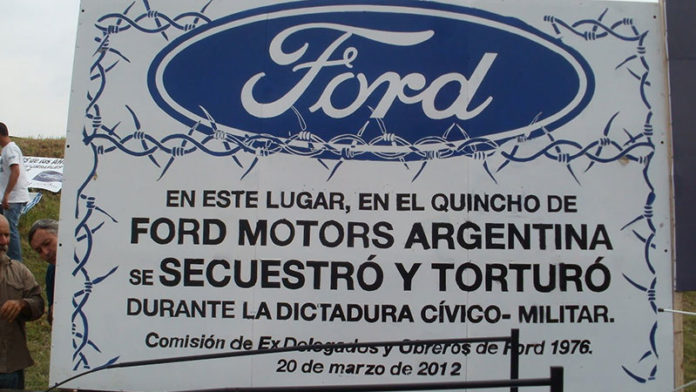 Ford
EN ESTE LUGAR, EN EL QUINCHO DE
FORD MOTORS ARGENTINA
SE SECUESTRÓ Y TORTURÓ
DURANTE LA DICTADURA CÍVICO- MILITAR.
Comisión de Ex Delegados y Obreros de Ford 1976.
20 de marzo de 2012